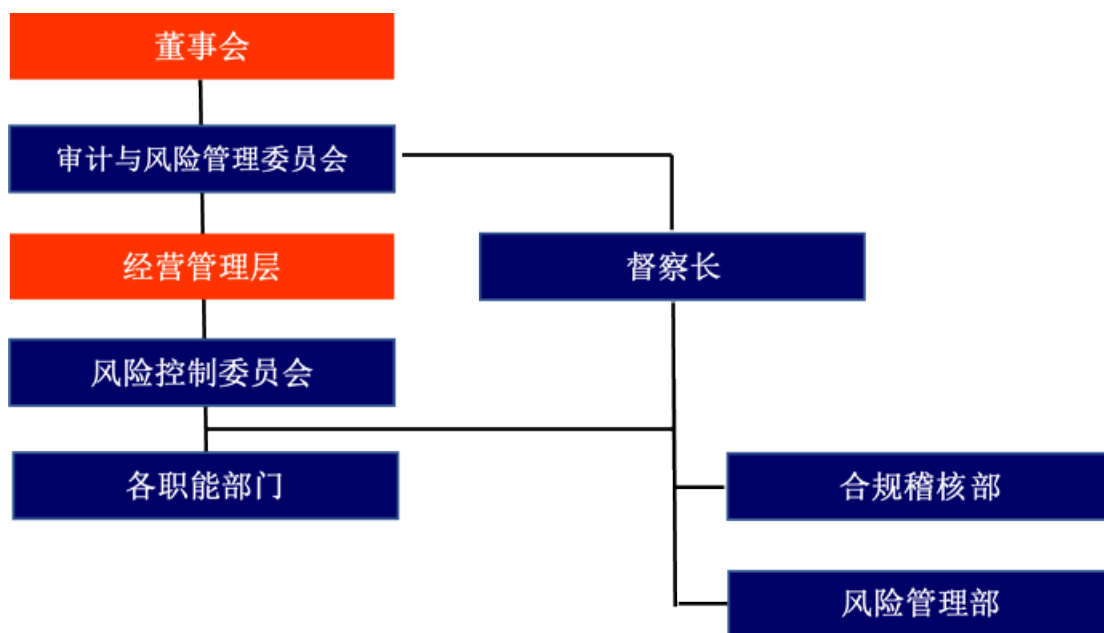 董事会
审计与风险管理委员会
经营管理层
督察长
风险控制委员会
各职能部门
合规稽核部
风险管理部